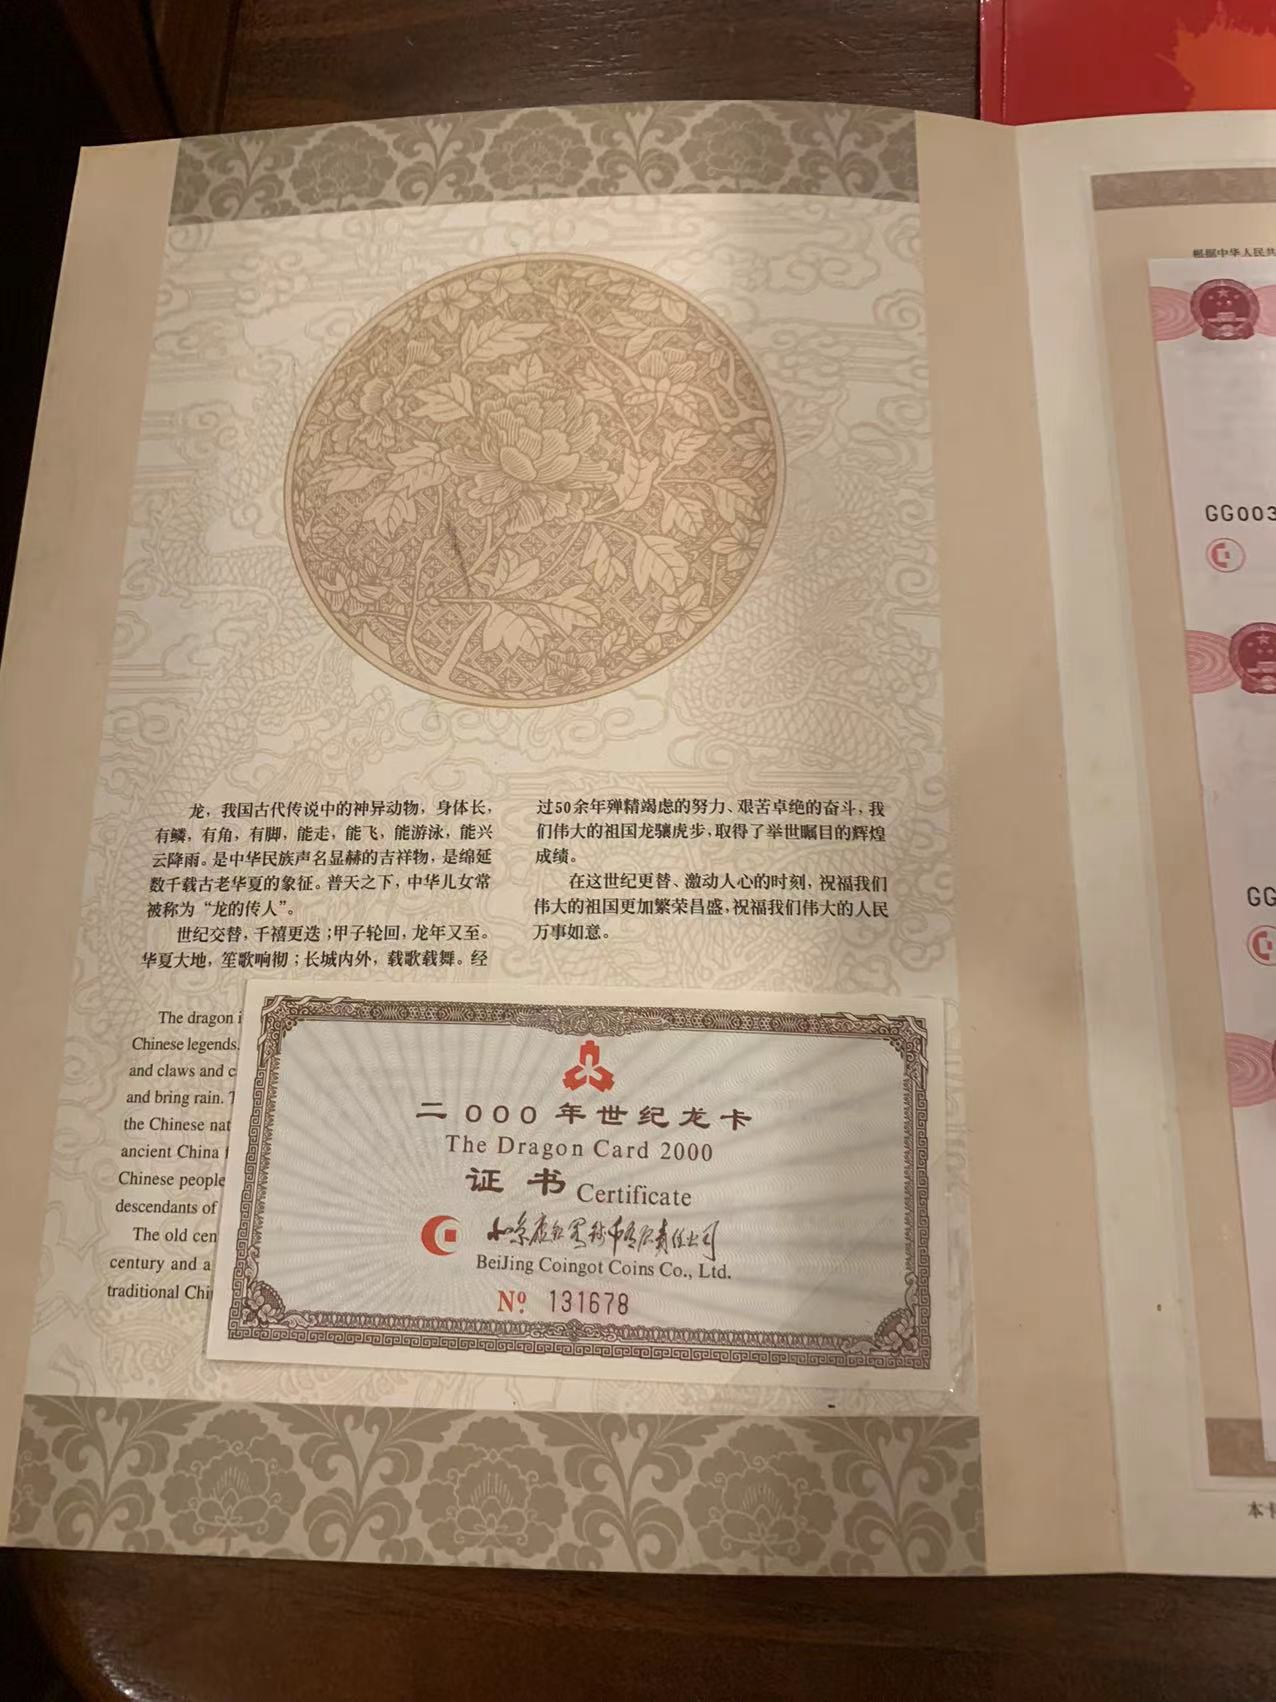 龙，我国古代传说中的神异动物，身体长，
有鳞，有角，有脚，能走，能飞，能游泳，能兴
云降雨。是中华民族声名显赫的吉祥物，是绵延
数千载古老华夏的象征。普天之下，中华儿女常
被称为“龙的传人”。
世纪交替，千禧更迭；甲子轮回，龙年又至。
华夏大地，笙歌响彻；长城内外，载歌载舞。经
过50余年殚精竭虑的努力、艰苦卓绝的奋斗，我
们伟大的祖国龙骧虎步，取得了举世瞩目的辉煌
成绩。
在这世纪更替、激动人心的时刻，祝福我们
伟大的祖国更加繁荣昌盛，祝福我们伟大的人民
万事如意。
The dragon i
Chinese legends.
and claws and c
and bring rain. T
the Chinese nat
ancient China
Chinese people
descendants of
The old cen
century and a
traditional Chi
二000年世纪龙卡
The Dragon Card 2000
证书 Certificate
BeiJing Coingot Coins Co., Ltd.
Nº 131678
根据中华人民共
GG003
GG
本卡